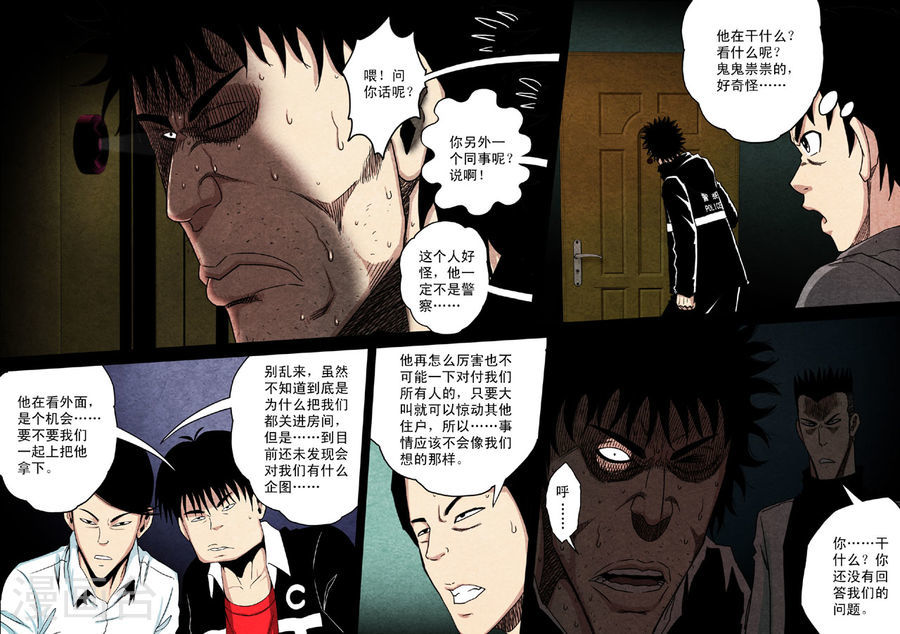 喂！问
你话呢？
你另外一
个同事呢？
说啊！
这个人好
怪，他一
定不是警
察……
他在干什么？
看什么呢？
鬼鬼祟祟的，
好奇怪……
警 察
POLICE
他在看外面，
是个机会……
要不要我们
一起上把他
拿下。
别乱来，虽然
不知道到底是
为什么把我们
都关进房间，
但是……到目
前还未发现会
对我们有什么
企图……
C
他再怎么厉害也不
可能一下对付我们
所有人的，只要大
叫就可以惊动其他
住户，所以……事
情应该不会像我们
想的那样。
呼
……
你……干
什么？你
还没有回
答我们的
问题。
漫画台